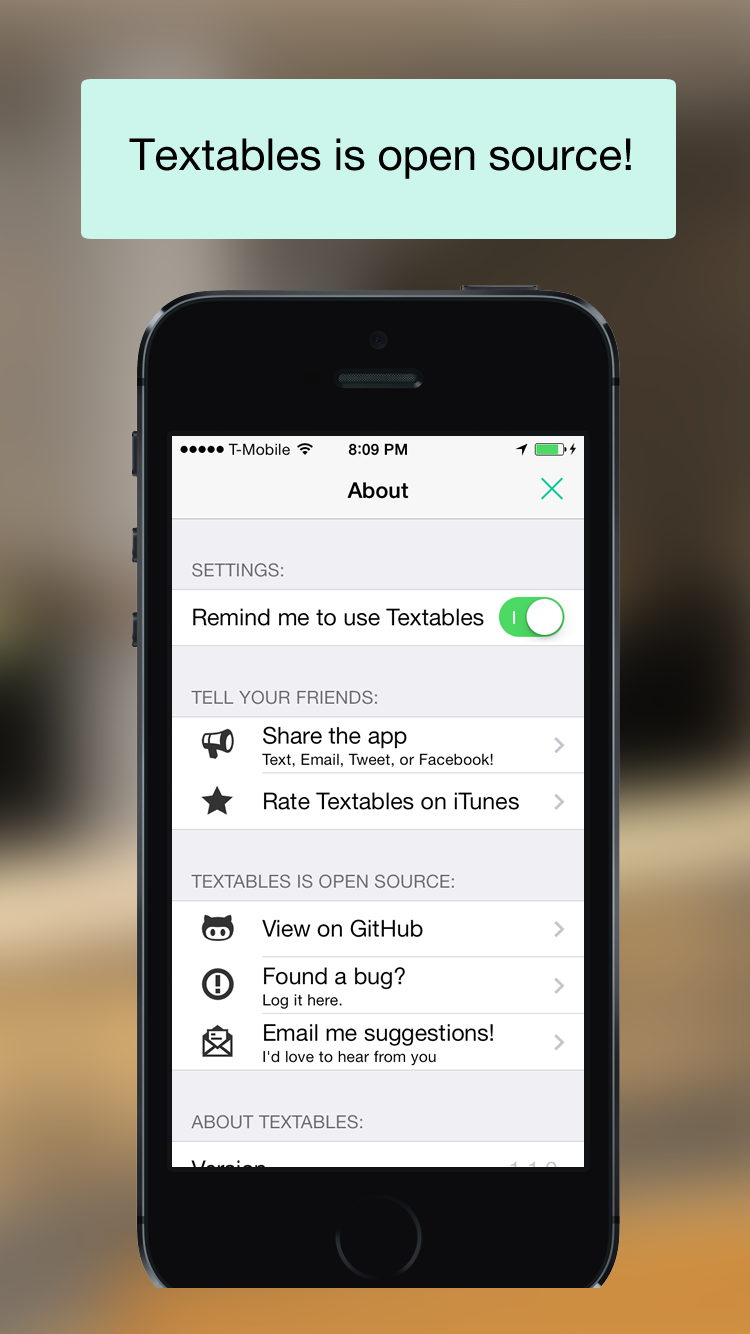 Textables is open source!
T-Mobile 8:09 PM
About
SETTINGS:
Remind me to use Textables
TELL YOUR FRIENDS:
Share the app
Text, Email, Tweet, or Facebook!
Rate Textables on iTunes
TEXTABLES IS OPEN SOURCE:
View on GitHub
Found a bug?
Log it here.
Email me suggestions!
I'd love to hear from you
ABOUT TEXTABLES:
Version